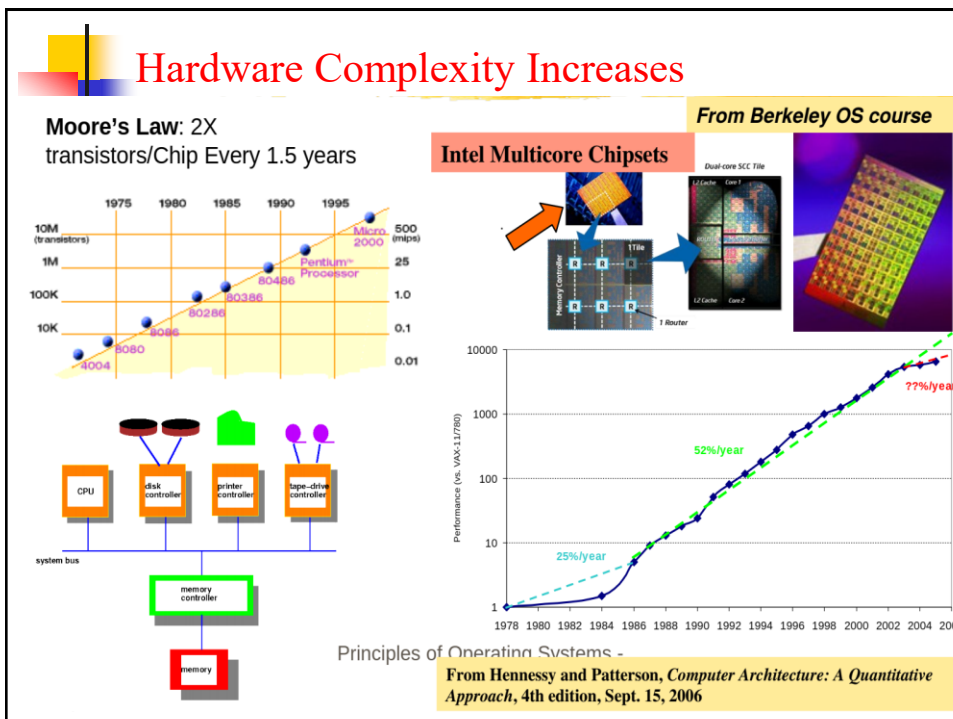 Hardware Complexity Increases
Moore's Law: 2X
transistors/Chip Every 1.5 years
From Berkeley OS course
Intel Multicore Chipsets
1975 1980 1985 1990 1995
10M
(transistors)
1M
100K
10K
500
(mips)
25
1.0
0.1
0.01
Micro
2000
Pentium™
Processor
80486
80386
80286
8086
8080
4004
Dual-core SCC Tile
L2 Cache Core 1
L2 Cache Core 2
Memory Controller
1Tile
R R R
R R R
1 Router
CPU
disk
controller
printer
controller
tape-drive
controller
system bus
memory
controller
memory
Performance (vs. VAX-11/780)
10000
1000
100
10
1
25%/year
52%/year
??%/year
1978 1980 1982 1984 1986 1988 1990 1992 1994 1996 1998 2000 2002 2004 200
Principles of Operating Systems -
From Hennessy and Patterson, Computer Architecture: A Quantitative
Approach, 4th edition, Sept. 15, 2006